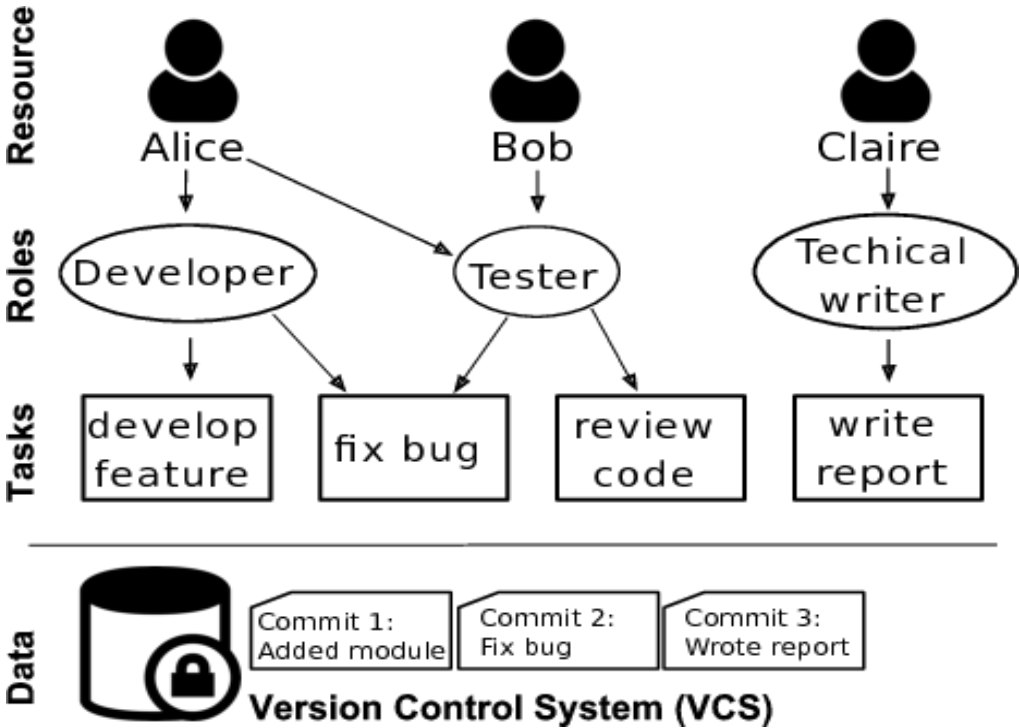 Resource
Alice
Bob
Claire
Roles
Developer
Tester
Techical
writer
Tasks
develop
feature
fix bug
review
code
write
report
Data
Commit 1:
Added module
Commit 2:
Fix bug
Commit 3:
Wrote report
Version Control System (VCS)